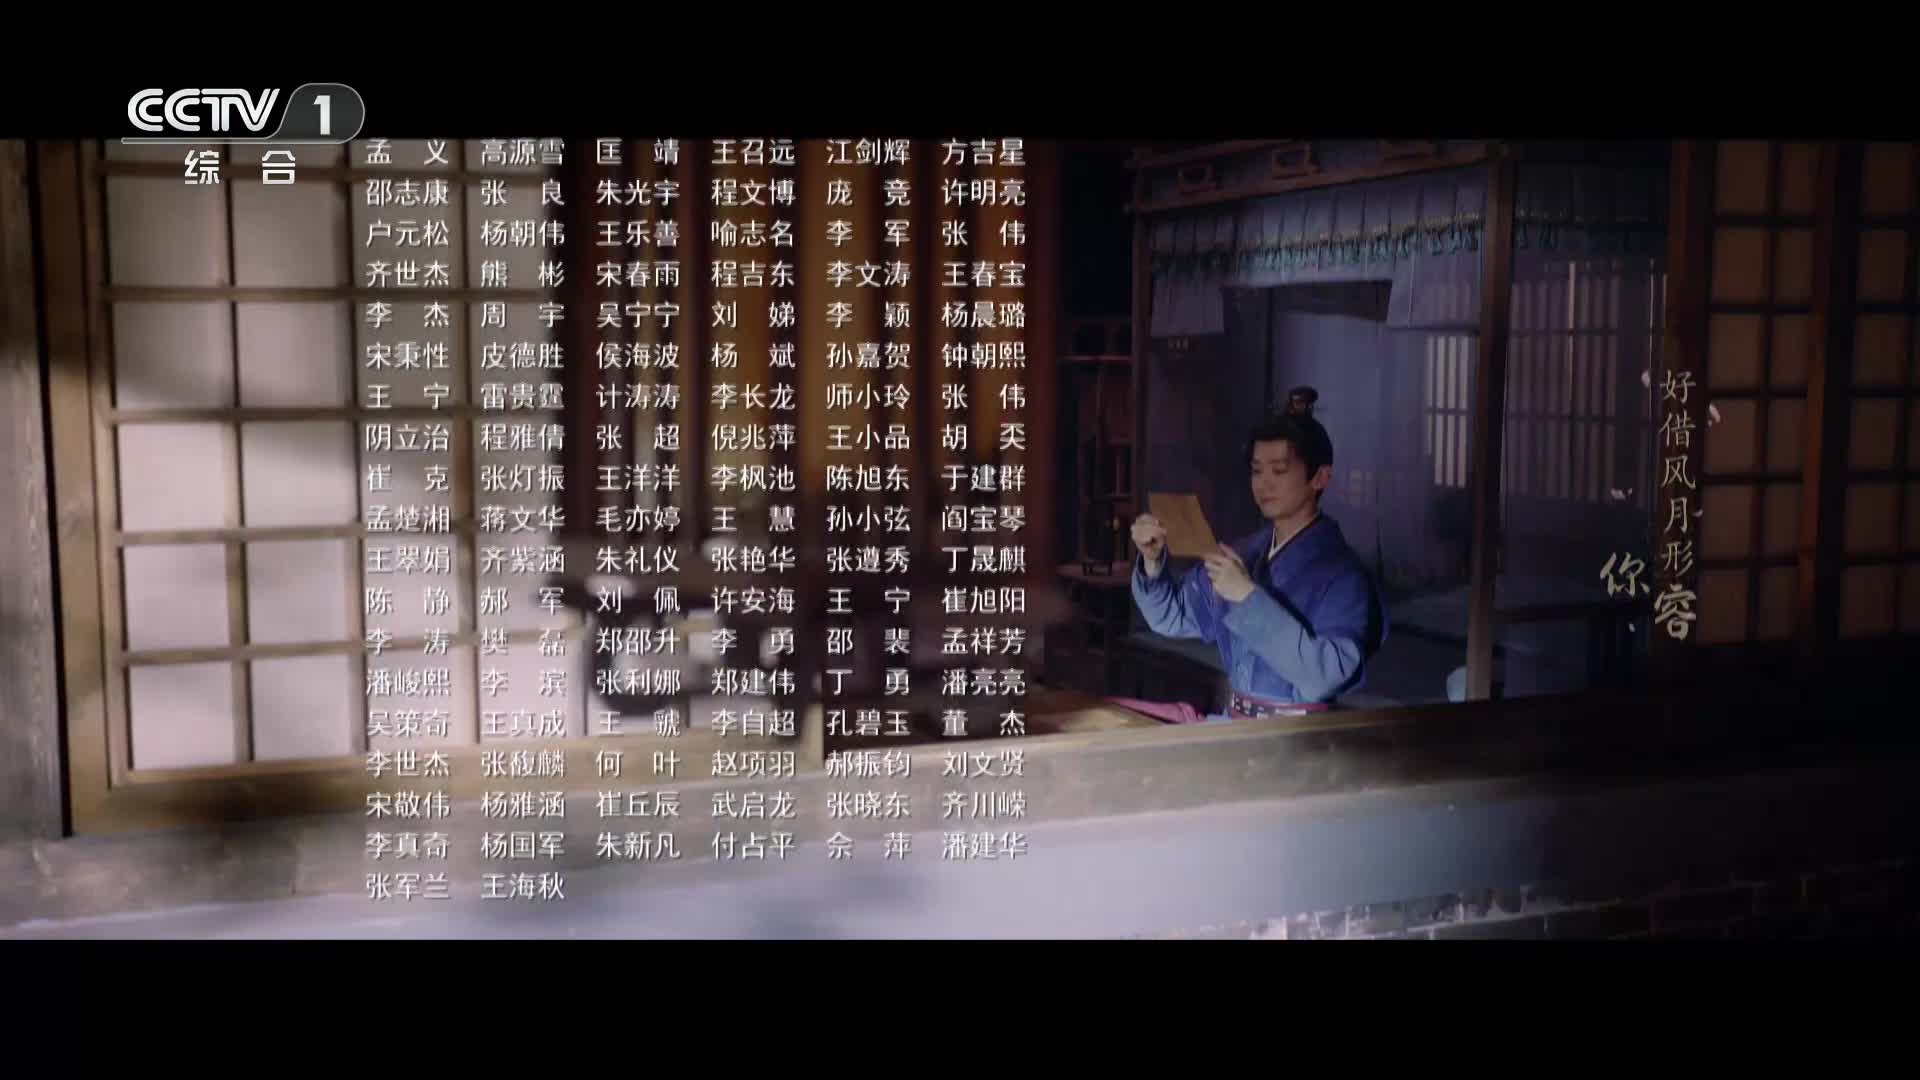 CCTV 1
综 合
孟 义 高源雪 匡 靖 王召远 江剑辉 方吉星
邵志康 张 良 朱光宇 程文博 庞 竞 许明亮
户元松 杨朝伟 王乐善 喻志名 李 军 张 伟
齐世杰 熊 彬 宋春雨 程吉东 李文涛 王春宝
李 杰 周 宇 吴宁宁 刘 娣 李 颖 杨晨璐
宋秉性 皮德胜 侯海波 杨 斌 孙嘉贺 钟朝熙
王 宁 雷贵霆 计涛涛 李长龙 师小玲 张 伟
阴立治 程雅倩 张 超 倪兆萍 王小品 胡
崔 克 张灯振 王洋洋 李枫池 陈旭东 于建群
孟楚湘 蒋文华 毛亦婷 王 慧 孙小弦 阎宝琴
王翠娟 齐紫涵 朱礼仪 张艳华 张遵秀 丁晟麒
陈 静 郝 军 刘 佩 许安海 王 宁 崔旭阳
李 涛 樊 磊 郑邵升 李 勇 邵 裴 孟祥芳
潘峻熙 李 滨 张利娜 郑建伟 丁 勇 潘亮亮
吴策奇 王真成 王 虢 李自超 孔碧玉 董 杰
李世杰 张馥麟 何 叶 赵项羽 郝振钧 刘文贤
宋敬伟 杨雅涵 崔丘辰 武启龙 张晓东 齐川嵘
李真奇 杨国军 朱新凡 付占平 佘 萍 潘建华
张军兰 王海秋
好借风月形容
你